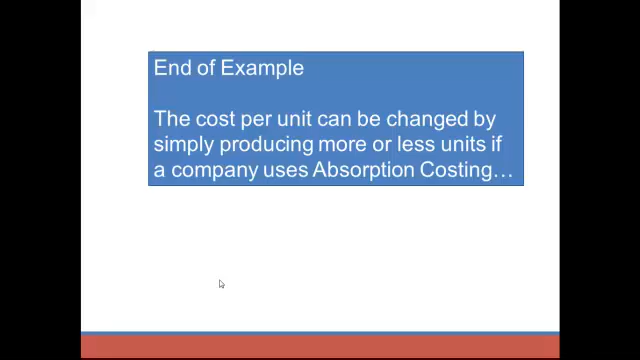 End of Example
The cost per unit can be changed by
simply producing more or less units if
a company uses Absorption Costing…